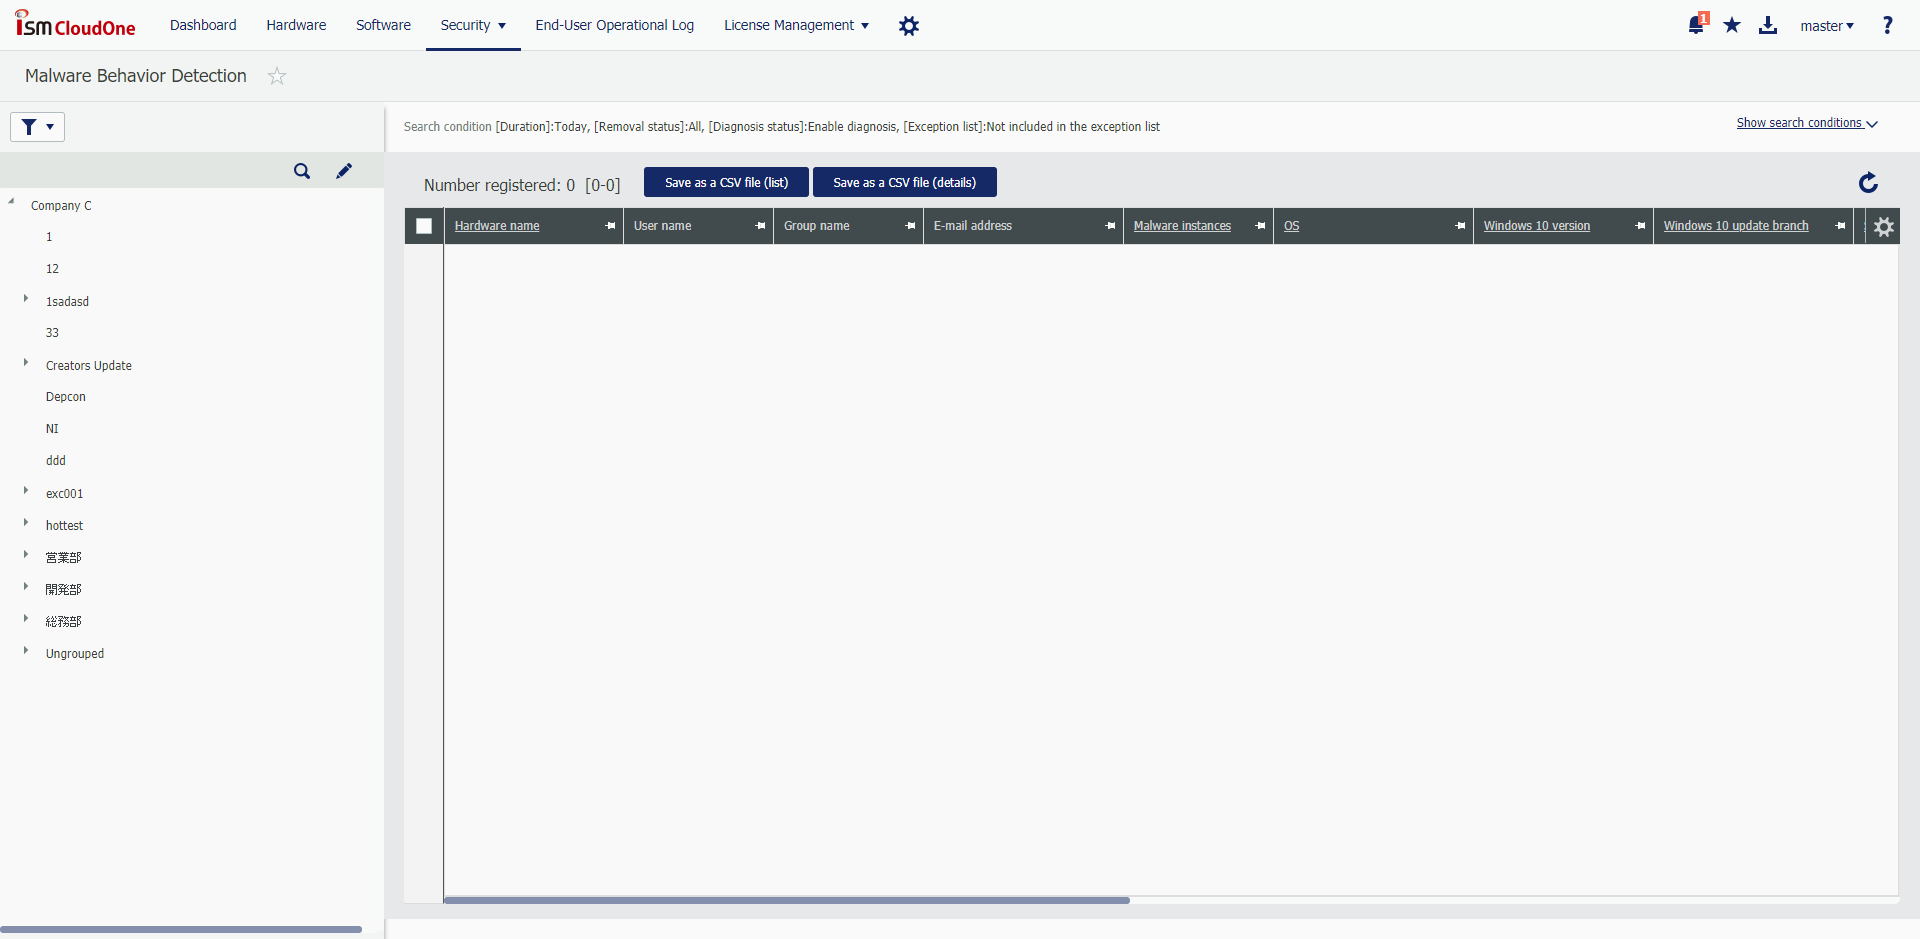 ism CloudOne
Dashboard
Hardware
Software
Security
End-User Operational Log
License Management
1
master
?
Malware Behavior Detection
Search condition [Duration]:Today, [Removal status]:All, [Diagnosis status]:Enable diagnosis, [Exception list]:Not included in the exception list
Show search conditions
Number registered: 0 [0-0]
Save as a CSV file (list)
Save as a CSV file (details)
Hardware name
User name
Group name
E-mail address
Malware instances
OS
Windows 10 version
Windows 10 update branch
Company C
1
12
1sadasd
33
Creators Update
Depcon
NI
ddd
exc001
hottest
営業部
開発部
総務部
Ungrouped